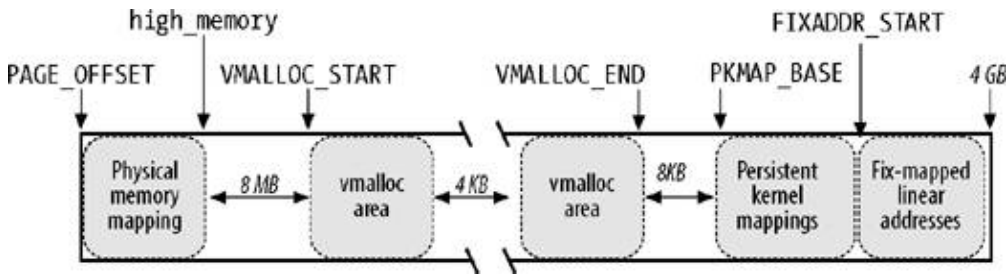 high_memory
FIXADDR_START
PAGE_OFFSET
VMALLOC_START
VMALLOC_END
PKMAP_BASE
4 GB
Physical
memory
mapping
8 MB
vmalloc
area
4 KB
vmalloc
area
8KB
Persistent
kernel
mappings
Fix-mapped
linear
addresses